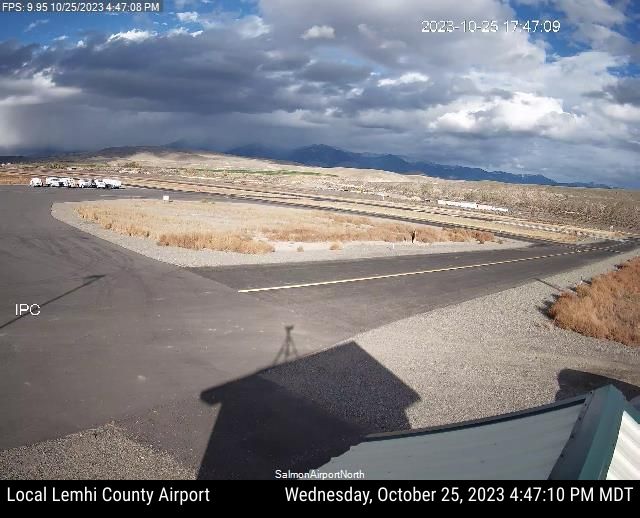 FPS: 9.95 10/25/2023 4:47:08 PM
2023-10-25 17:47:09
IPC
SalmonAirportNorth
Local Lemhi County Airport
Wednesday, October 25, 2023 4:47:10 PM MDT